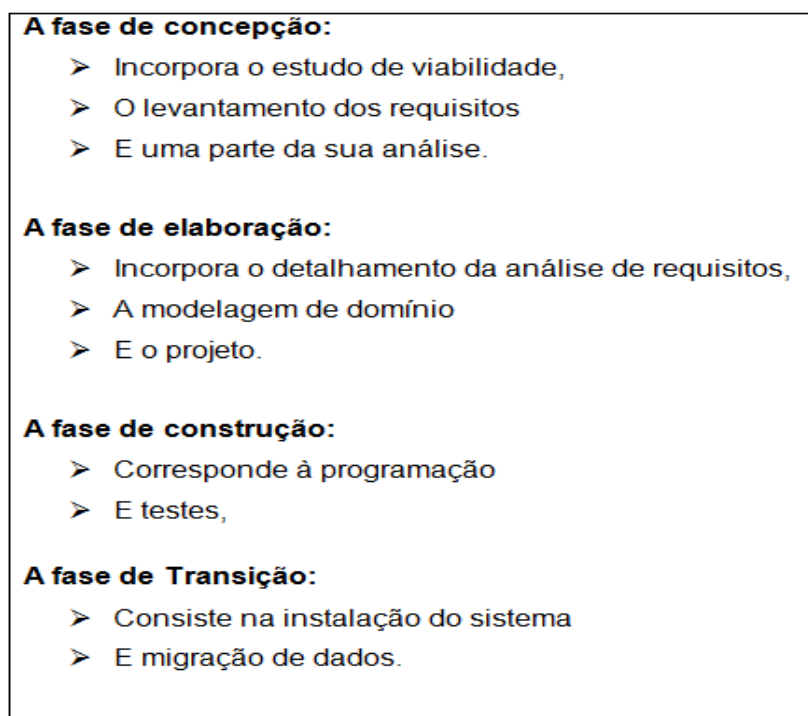 A fase de concepção:
➤ Incorpora o estudo de viabilidade,
➤ O levantamento dos requisitos
➤ E uma parte da sua análise.
A fase de elaboração:
➤ Incorpora o detalhamento da análise de requisitos,
➤ A modelagem de domínio
➤ E o projeto.
A fase de construção:
➤ Corresponde à programação
➤ E testes,
A fase de Transição:
➤ Consiste na instalação do sistema
➤ E migração de dados.